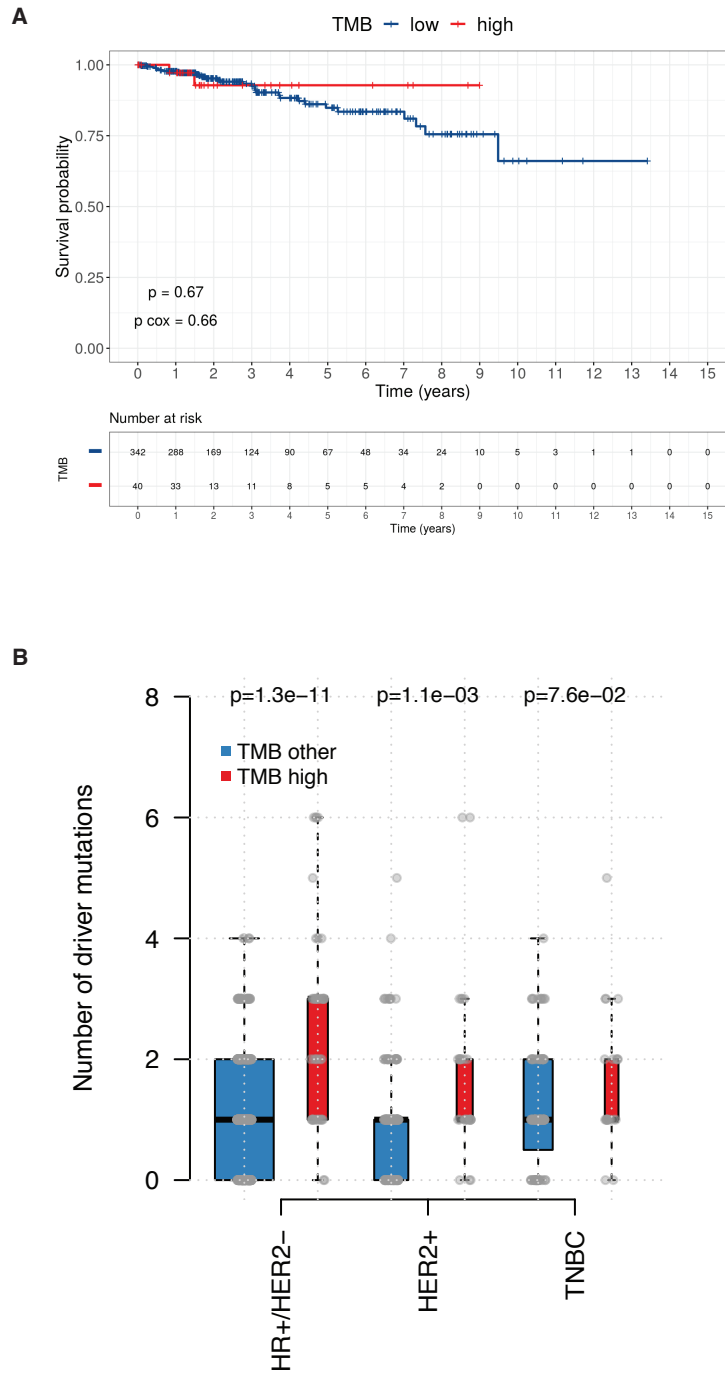 A
TMB low high
1.00
0.75
0.50
0.25
0.00
Survival probability
p = 0.67
p cox = 0.66
0 1 2 3 4 5 6 7 8 9 10 11 12 13 14 15
Time (years)
Number at risk
TMB
342 288 169 124 90 67 48 34 24 10 5 3 1 1 0 0
40 33 13 11 8 5 5 4 2 0 0 0 0 0 0 0
0 1 2 3 4 5 6 7 8 9 10 11 12 13 14 15
Time (years)
B
p=1.3e−11 p=1.1e−03 p=7.6e−02
TMB other
TMB high
8
6
4
2
0
Number of driver mutations
HR+/HER2−
HER2+
TNBC